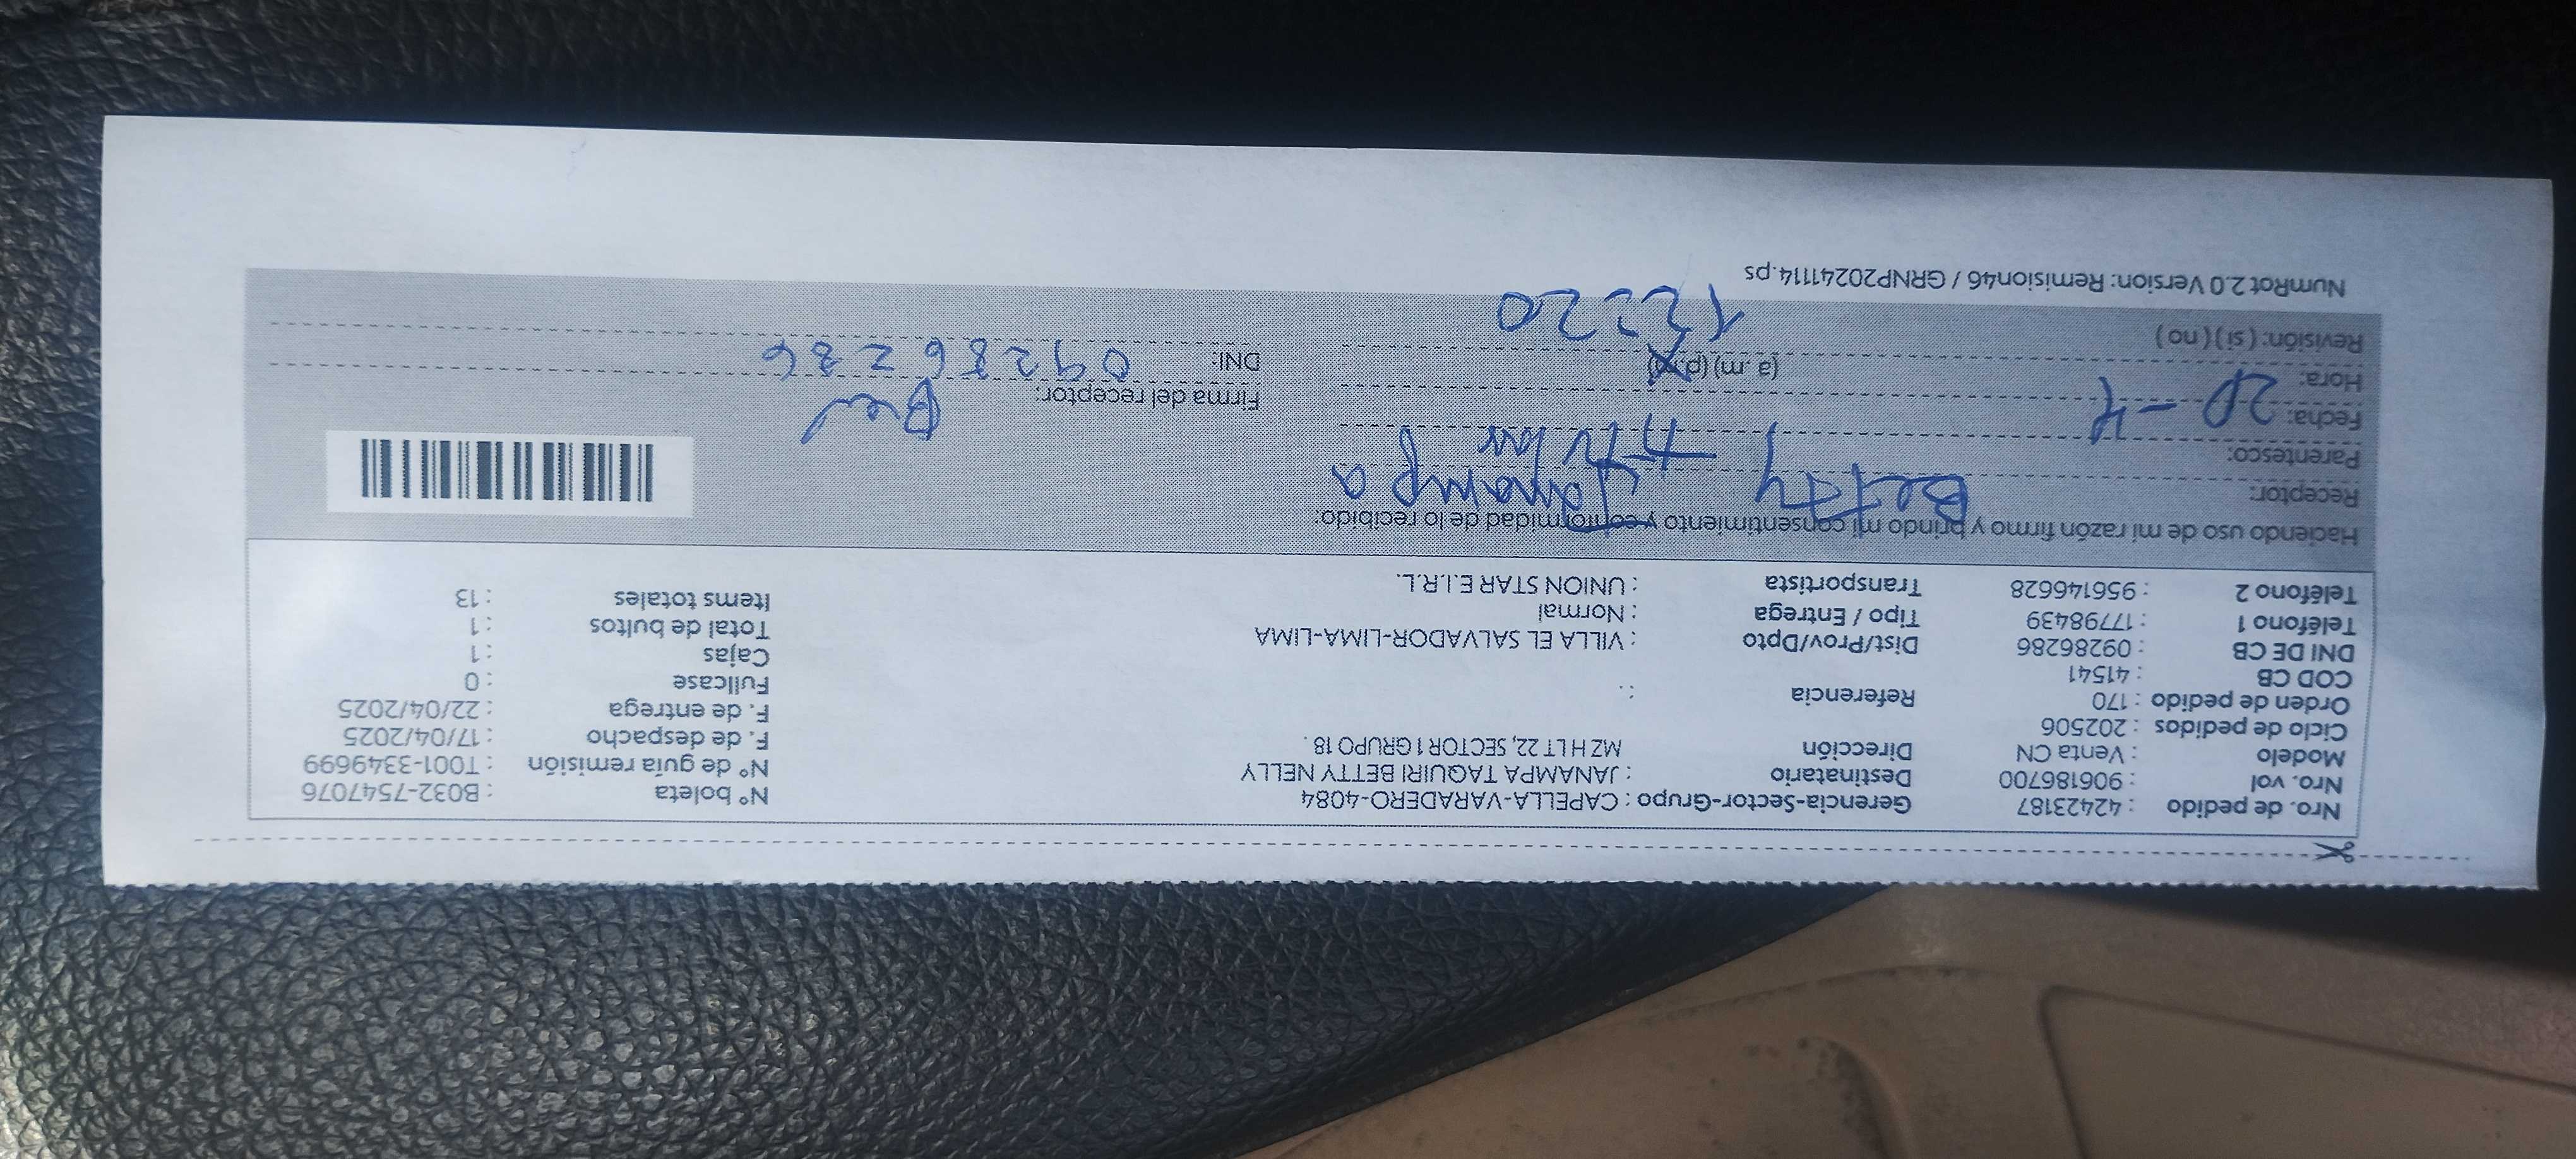 Nro. de pedido : 42423187
Nro. vol : 906186700
Modelo : Venta CN
Ciclo de pedidos : 202506
Orden de pedido : 170
COD CB : 41541
DNI DE CB : 09286286
Teléfono 1 : 17798439
Teléfono 2 : 956146628
Gerencia-Sector-Grupo : CAPELLA-VARADERO-4084
Destinatario : JANAMPA TAQUIRI BETTY NELLY
Dirección MZ H LT 22, SECTOR 1 GRUPO 18 .
Referencia : .
Dist/Prov/Dpto : VILLA EL SALVADOR-LIMA-LIMA
Tipo / Entrega : Normal
Transportista : UNION STAR E.I.R.L.
N° boleta : B032-7547076
N° de guía remisión : T001-3349699
F. de despacho : 17/04/2025
F. de entrega : 22/04/2025
Fullcase : 0
Cajas : 1
Total de bultos : 1
Items totales : 13
Haciendo uso de mi razón firmo y brindo mi consentimiento y conformidad de lo recibido:
Receptor: Betty Janampa
Parentesco: Titular
Fecha:
Hora: (a.m) (p.m) 12:20
Revisión: ( si ) ( no )
Firma del receptor:
DNI: 09286286
NumRot 2.0 Version: Remision46 / GRNP20241114.ps